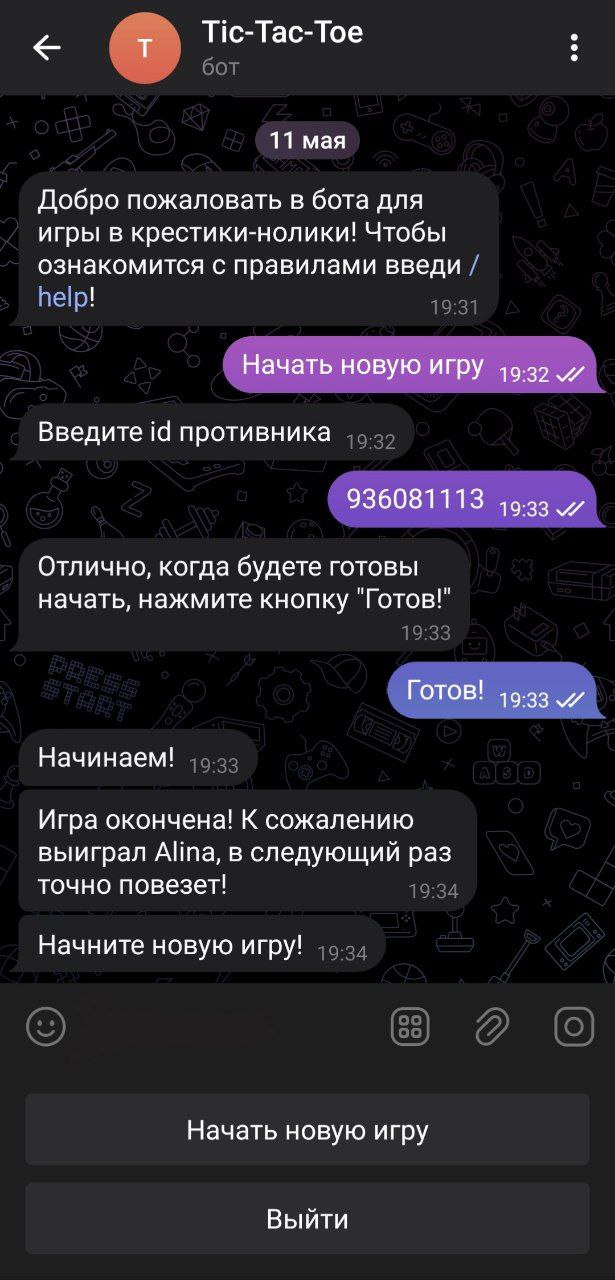 T
Tic-Tac-Toe
бот
11 мая
Добро пожаловать в бота для
игры в крестики-нолики! Чтобы
ознакомится с правилами введи /
help!
19:31
Начать новую игру 19:32
Введите id противника 19:32
936081113 19:33
Отлично, когда будете готовы
начать, нажмите кнопку "Готов!"
19:33
PRESS
START
Готов! 19:33
W
A B D
Начинаем! 19:33
Игра окончена! К сожалению
выиграл Alina, в следующий раз
точно повезет! 19:34
Начните новую игру! 19:34
Начать новую игру
Выйти